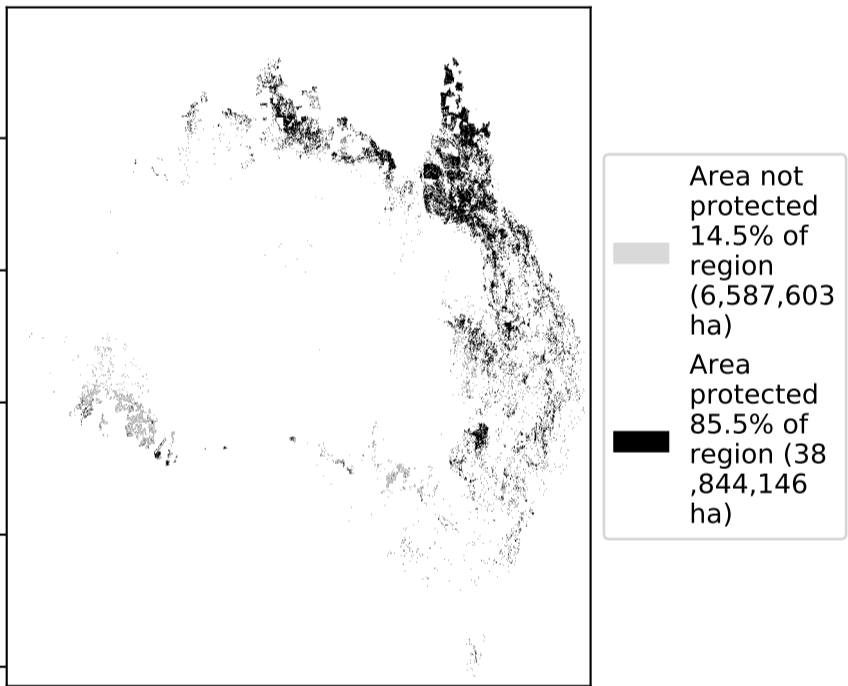 Area not
protected
14.5% of
region
(6,587,603
ha)
Area
protected
85.5% of
region (38
,844,146
ha)